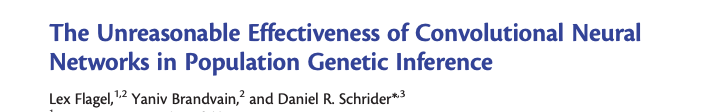 The Unreasonable Effectiveness of Convolutional Neural
Networks in Population Genetic Inference
Lex Flagel,1,2 Yaniv Brandvain,2 and Daniel R. Schrider*,3